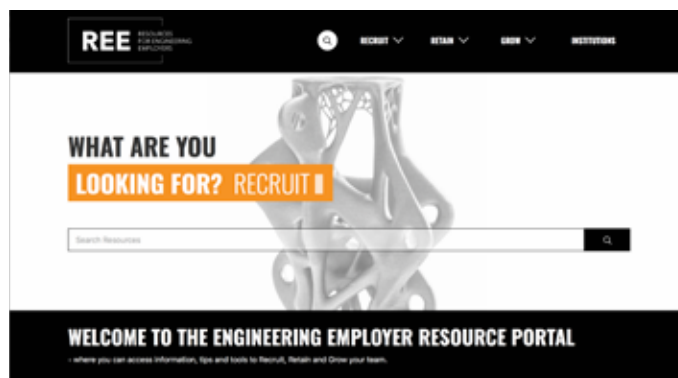 REE
RESOURCES
FOR ENGINEERING
EMPLOYERS
RECRUIT
RETAIN
GROW
INSTITUTIONS
WHAT ARE YOU
LOOKING FOR? RECRUIT
Search Resources
WELCOME TO THE ENGINEERING EMPLOYER RESOURCE PORTAL
- where you can access information, tips and tools to Recruit, Retain and Grow your team.